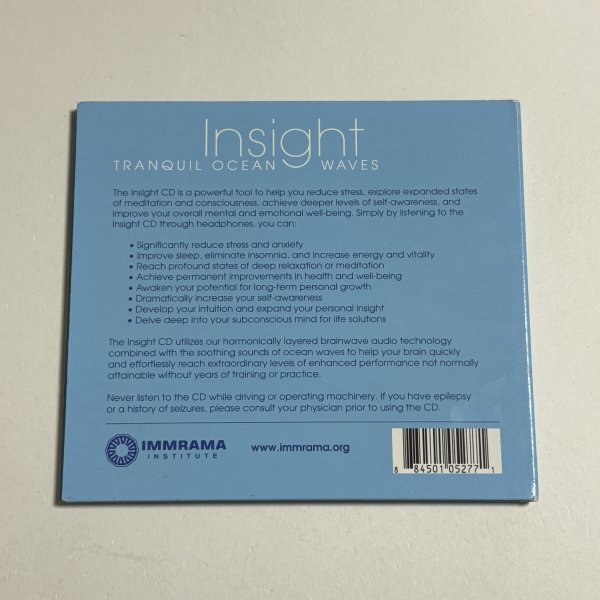 Insight
TRANQUIL OCEAN WAVES
The Insight CD is a powerful tool to help you reduce stress, explore expanded states
of meditation and consciousness, achieve deeper levels of self-awareness, and
improve your overall mental and emotional well-being. Simply by listening to the
Insight CD through headphones, you can:
• Significantly reduce stress and anxiety
• Improve sleep, eliminate insomnia, and increase energy and vitality
• Reach profound states of deep relaxation or meditation
• Achieve permanent improvements in health and well-being
• Awaken your potential for long-term personal growth
• Dramatically increase your self-awareness
• Develop your intuition and expand your personal insight
• Delve deep into your subconscious mind for life solutions
The Insight CD utilizes our harmonically layered brainwave audio technology
combined with the soothing sounds of ocean waves to help your brain quickly
and effortlessly reach extraordinary levels of enhanced performance not normally
attainable without years of training or practice.
Never listen to the CD while driving or operating machinery. If you have epilepsy
or a history of seizures, please consult your physician prior to using the CD.
IMMRAMA
INSTITUTE
www.immrama.org
8 84501 05277 1